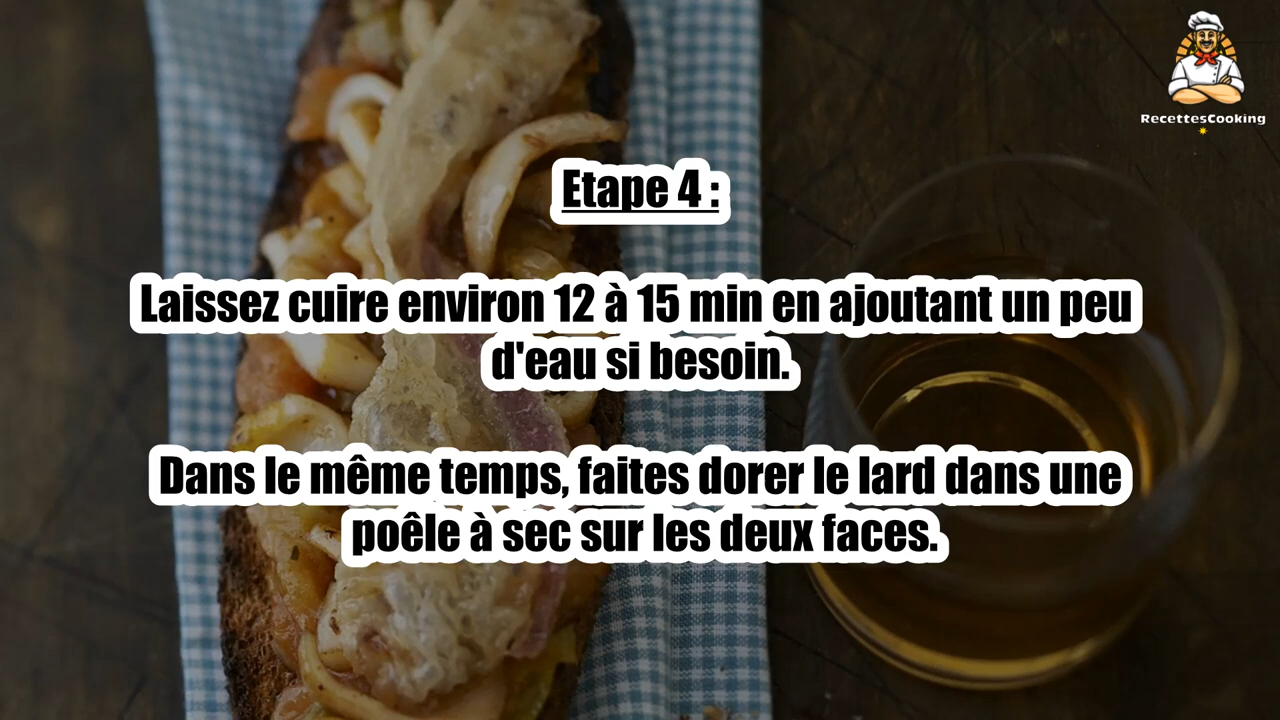 RecettesCooking
Etape 4 :
Laissez cuire environ 12 à 15 min en ajoutant un peu
d'eau si besoin.
Dans le même temps, faites dorer le lard dans une
poêle à sec sur les deux faces.